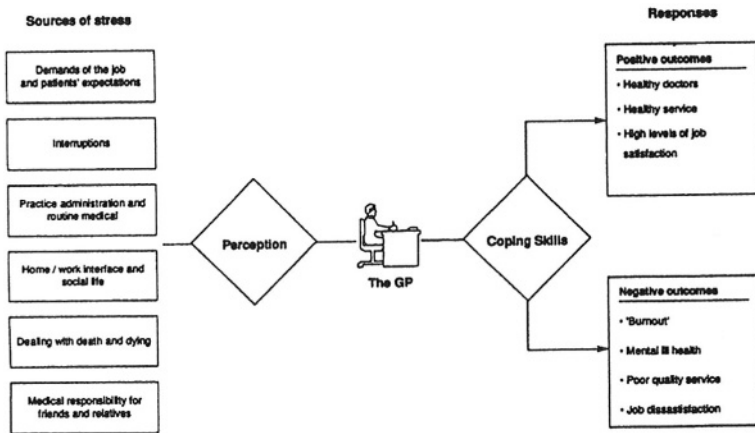 Sources of stress
Demands of the job
and patients' expectations
Interruptions
Practice administration and
routine medical
Home / work interface and
social life
Dealing with death and dying
Medical responsibility for
friends and relatives
Perception
The GP
Coping Skills
Responses
Positive outcomes
• Healthy doctors
• Healthy service
• High levels of job
satisfaction
Negative outcomes
• 'Burnout'
• Mental ill health
• Poor quality service
• Job dissastisfaction